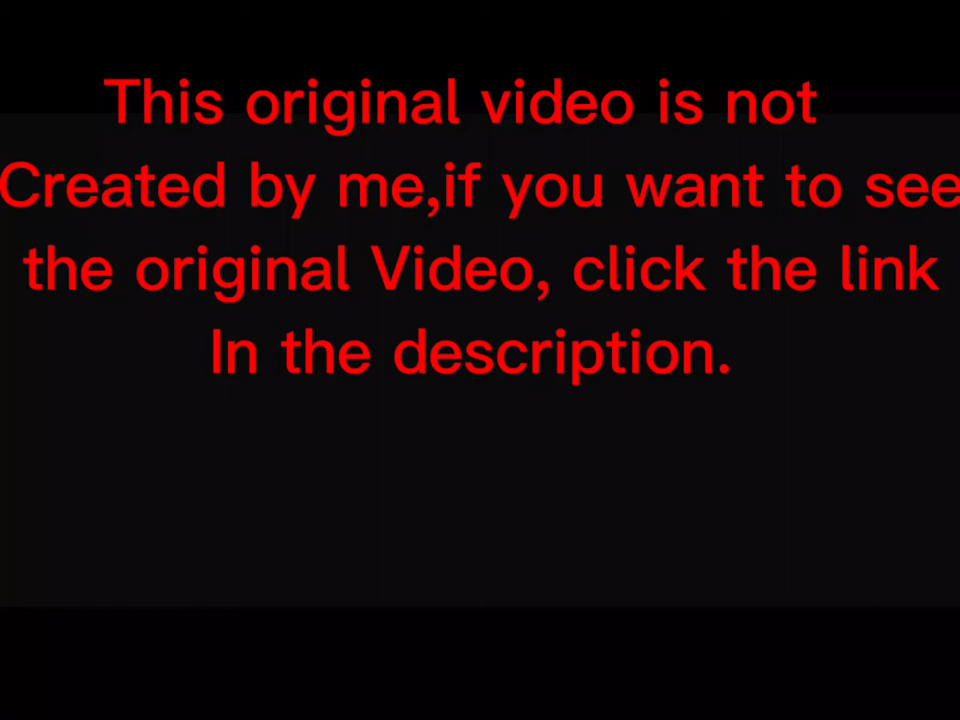 This original video is not
Created by me,if you want to see
the original Video, click the link
In the description.